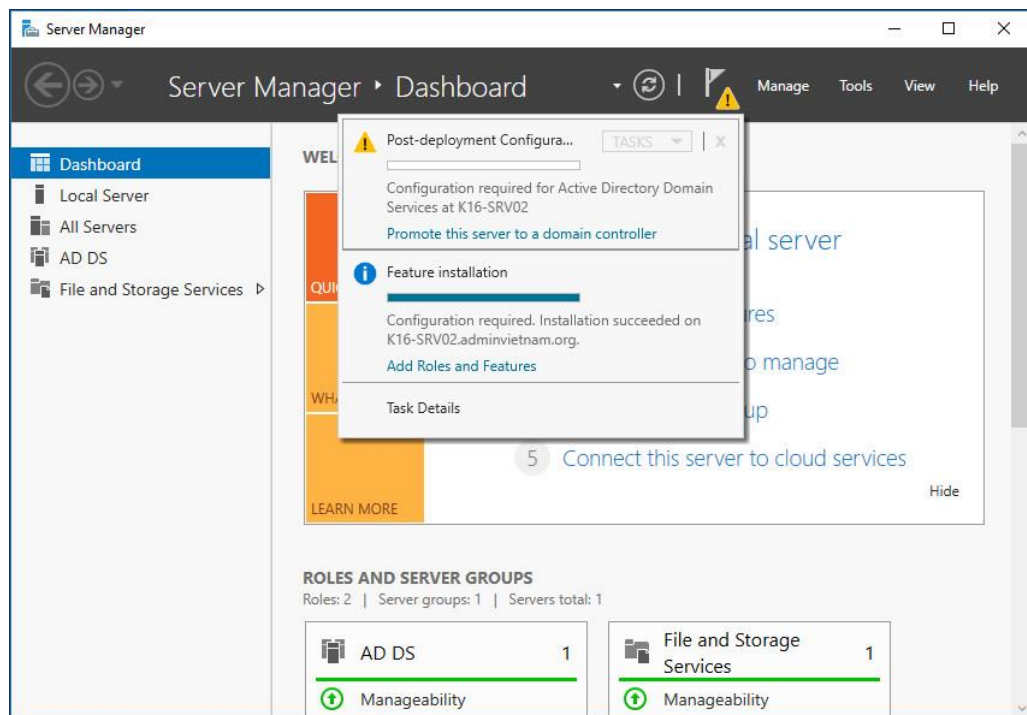 Server Manager
Server Manager ‣ Dashboard
Manage Tools View Help
Dashboard
Local Server
All Servers
AD DS
File and Storage Services
Post-deployment Configura...
TASKS
X
Configuration required for Active Directory Domain
Services at K16-SRV02
Promote this server to a domain controller
Feature installation
Configuration required. Installation succeeded on
K16-SRV02.adminvietnam.org.
Add Roles and Features
Task Details
server
manage
5 Connect this server to cloud services
Hide
LEARN MORE
ROLES AND SERVER GROUPS
Roles: 2 | Server groups: 1 | Servers total: 1
AD DS 1
Manageability
File and Storage
Services 1
Manageability